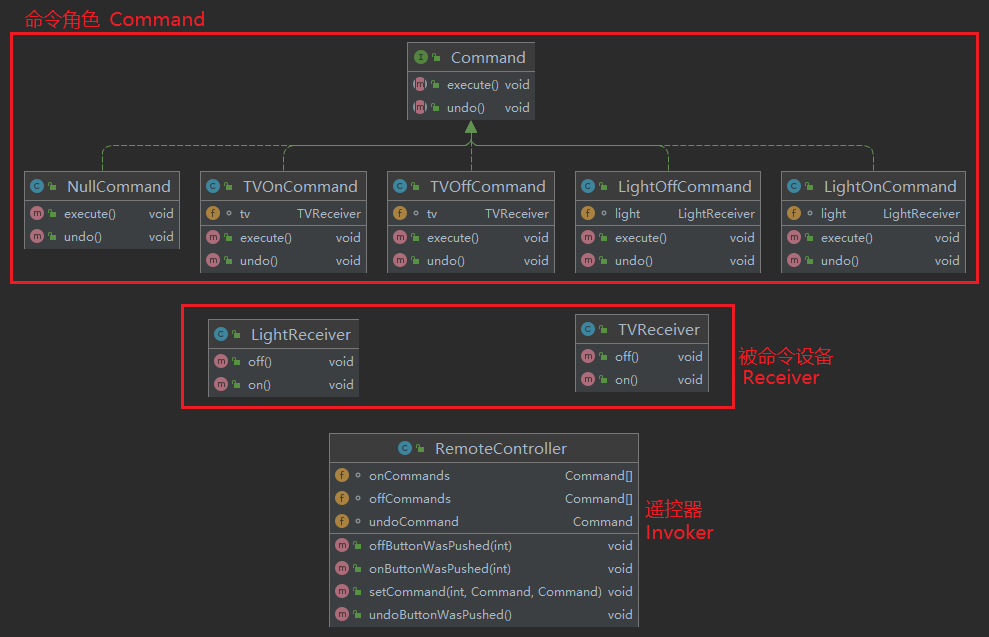 命令角色 Command
Command
execute() void
undo() void
NullCommand
execute() void
undo() void
TVOnCommand
tv TVReceiver
execute() void
undo() void
TVOffCommand
tv TVReceiver
execute() void
undo() void
LightOffCommand
light LightReceiver
execute() void
undo() void
LightOnCommand
light LightReceiver
execute() void
undo() void
LightReceiver
off() void
on() void
TVReceiver
off() void
on() void
被命令设备
Receiver
RemoteController
onCommands Command[]
offCommands Command[]
undoCommand Command
offButtonWasPushed(int) void
onButtonWasPushed(int) void
setCommand(int, Command, Command) void
undoButtonWasPushed() void
遥控器
Invoker